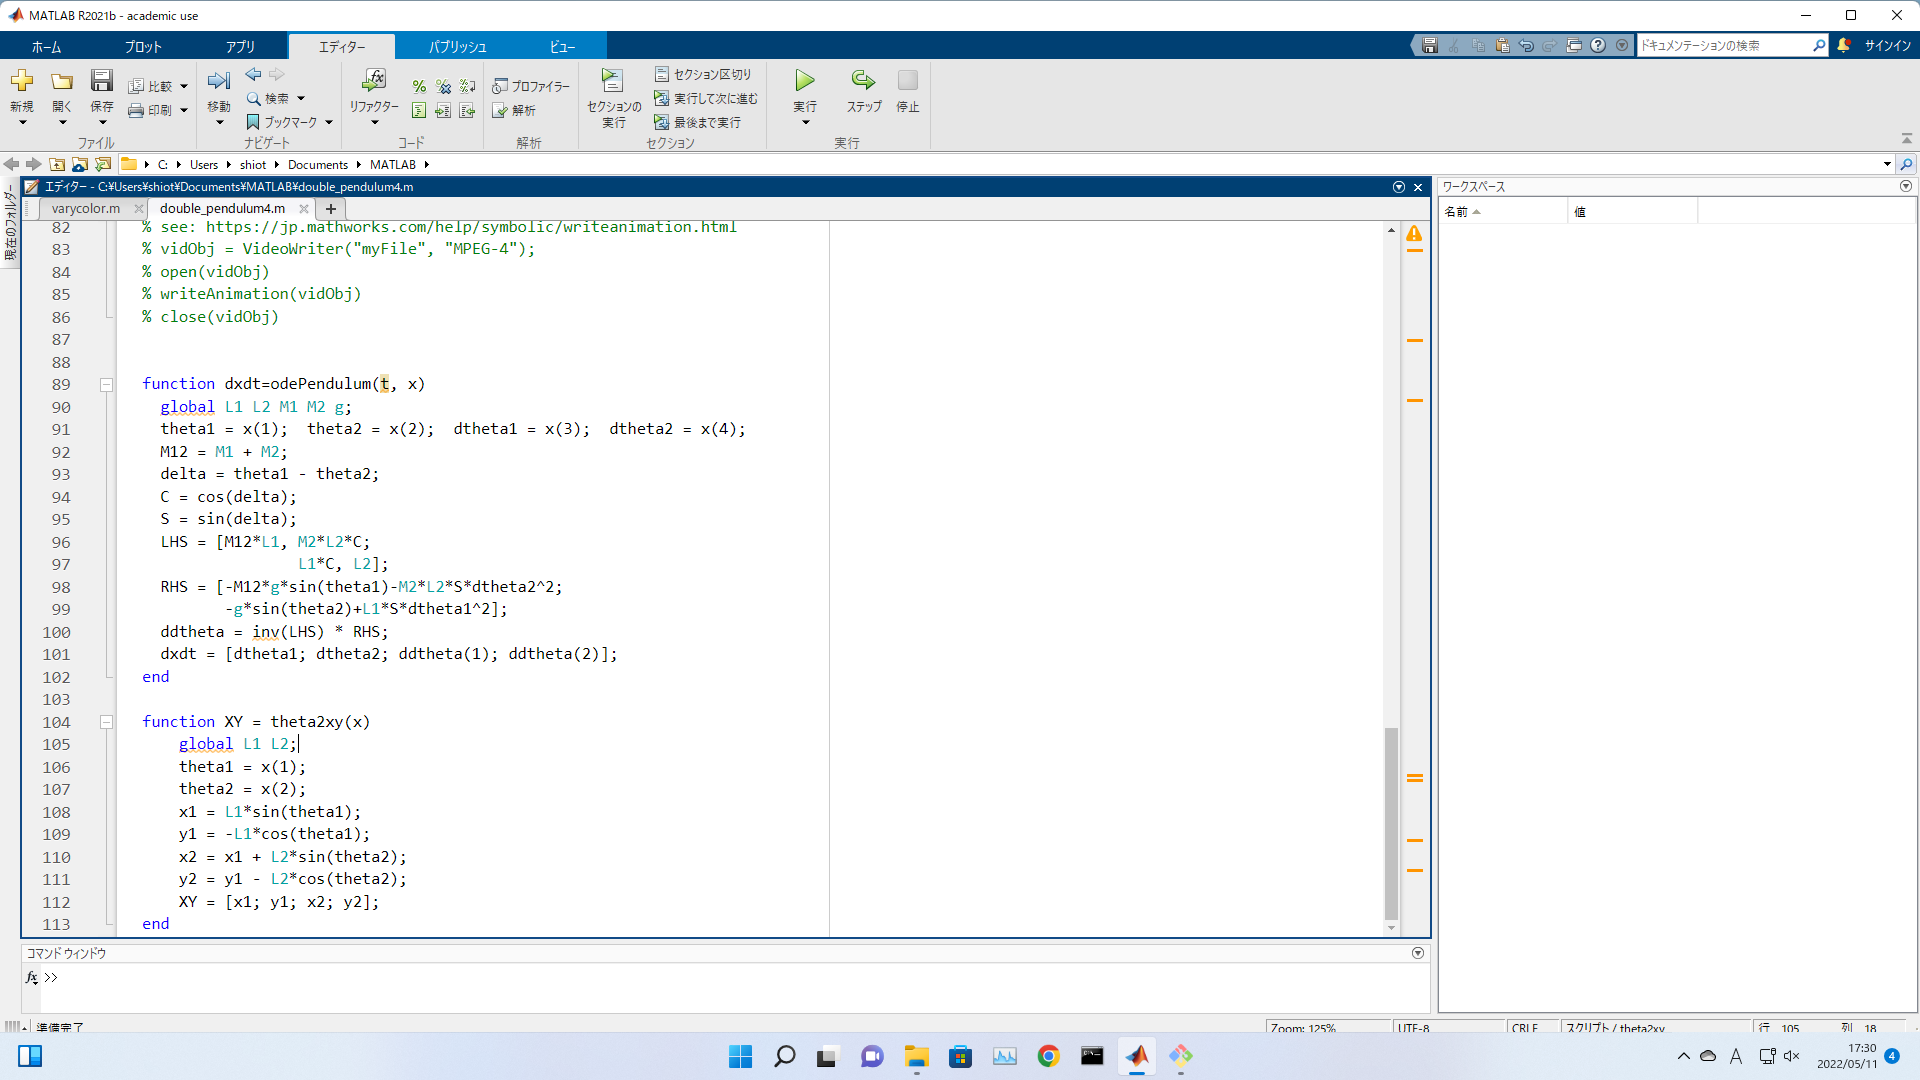 MATLAB R2021b - academic use
ホーム プロット アプリ エディター パブリッシュ ビュー ドキュメンテーションの検索 サインイン
新規 開く 保存 比較 印刷 移動 検索 ブックマーク リファクター プロファイラー 解析 セクションの実行 セクション区切り 実行して次に進む 最後まで実行 実行 ステップ 停止
ファイル ナビゲート コード 解析 セクション 実行
C: Users shiot Documents MATLAB
現在のフォルダー
エディター - C:¥Users¥shiot¥Documents¥MATLAB¥double_pendulum4.m
varycolor.m double_pendulum4.m +
82 % see: https://jp.mathworks.com/help/symbolic/writeanimation.html
83 % vidObj = VideoWriter("myFile", "MPEG-4");
84 % open(vidObj)
85 % writeAnimation(vidObj)
86 % close(vidObj)
87
88
89 function dxdt=odePendulum(t, x)
90 global L1 L2 M1 M2 g;
91 theta1 = x(1);  theta2 = x(2);  dtheta1 = x(3);  dtheta2 = x(4);
92 M12 = M1 + M2;
93 delta = theta1 - theta2;
94 C = cos(delta);
95 S = sin(delta);
96 LHS = [M12*L1, M2*L2*C;
97 L1*C, L2];
98 RHS = [-M12*g*sin(theta1)-M2*L2*S*dtheta2^2;
99 -g*sin(theta2)+L1*S*dtheta1^2];
100 ddtheta = inv(LHS) * RHS;
101 dxdt = [dtheta1; dtheta2; ddtheta(1); ddtheta(2)];
102 end
103
104 function XY = theta2xy(x)
105 global L1 L2;
106 theta1 = x(1);
107 theta2 = x(2);
108 x1 = L1*sin(theta1);
109 y1 = -L1*cos(theta1);
110 x2 = x1 + L2*sin(theta2);
111 y2 = y1 - L2*cos(theta2);
112 XY = [x1; y1; x2; y2];
113 end
コマンド ウィンドウ
fx >>
ワークスペース
名前 値
準備完了 Zoom: 125% UTF-8 CRLF スクリプト / theta2xy 行 105 列 18
A 17:30
2022/05/11 4